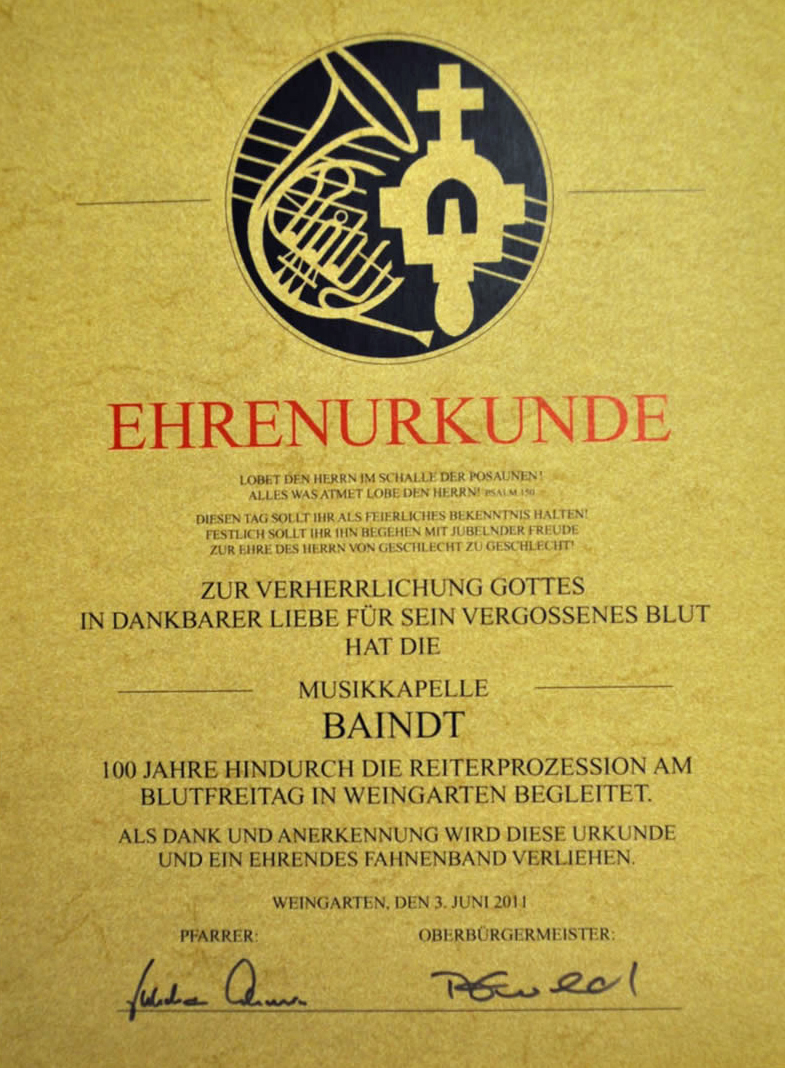 EHRENURKUNDE
LOBET DEN HERRN IM SCHALLE DER POSAUNEN!
ALLES WAS ATMET LOBE DEN HERRN! PSALM 150
DIESEN TAG SOLLT IHR ALS FEIERLICHES BEKENNTNIS HALTEN!
FESTLICH SOLLT IHR IHN BEGEHEN MIT JUBELNDER FREUDE
ZUR EHRE DES HERRN VON GESCHLECHT ZU GESCHLECHT!
ZUR VERHERRLICHUNG GOTTES
IN DANKBARER LIEBE FÜR SEIN VERGOSSENES BLUT
HAT DIE
MUSIKKAPELLE
BAINDT
100 JAHRE HINDURCH DIE REITERPROZESSION AM
BLUTFREITAG IN WEINGARTEN BEGLEITET.
ALS DANK UND ANERKENNUNG WIRD DIESE URKUNDE
UND EIN EHRENDES FAHNENBAND VERLIEHEN.
WEINGARTEN, DEN 3. JUNI 2011
PFARRER: OBERBÜRGERMEISTER: